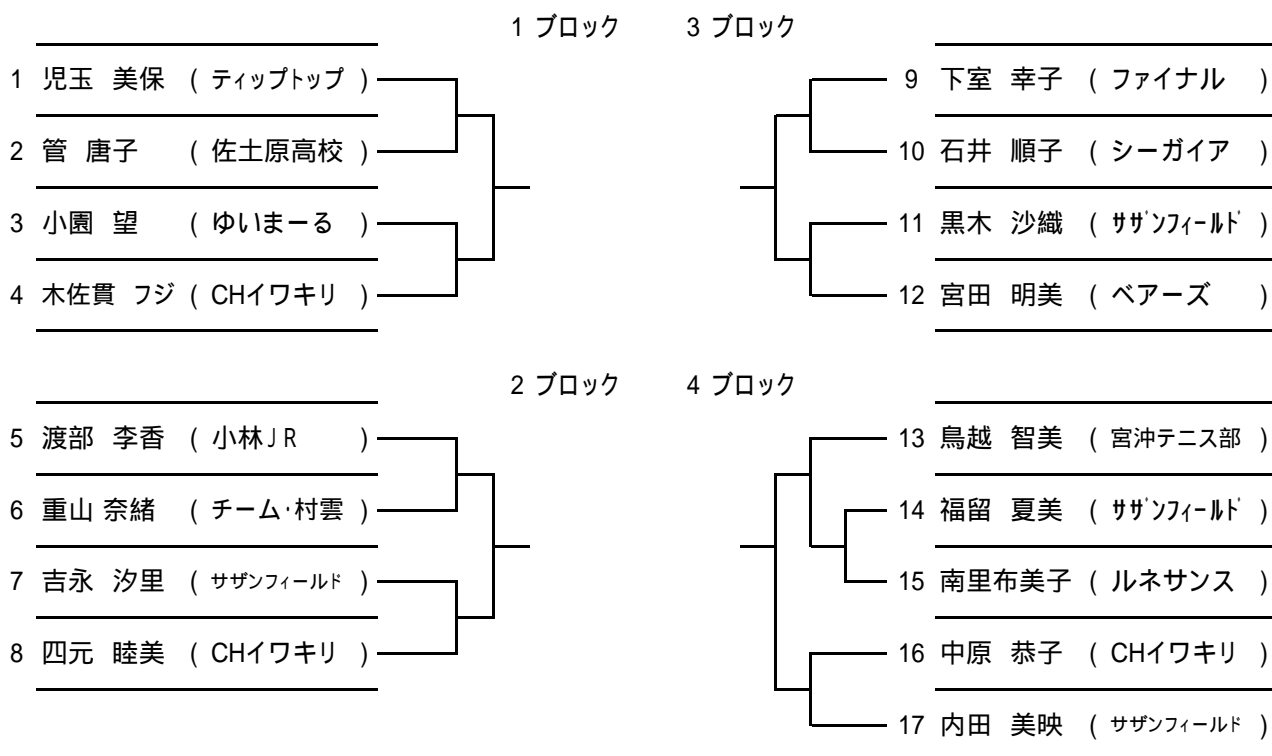 1 ブロック
1 児玉 美保 ( ティップトップ )
2 管 唐子 ( 佐土原高校 )
3 小園 望 ( ゆいまーる )
4 木佐貫 フジ ( CHイワキリ )
3 ブロック
9 下室 幸子 ( ファイナル )
10 石井 順子 ( シーガイア )
11 黒木 沙織 ( ｻｻﾞﾝﾌｨｰﾙﾄﾞ )
12 宮田 明美 ( ベアーズ )
2 ブロック
5 渡部 李香 ( 小林JR )
6 重山 奈緒 ( チーム･村雲 )
7 吉永 汐里 ( サザンフィールド )
8 四元 睦美 ( CHイワキリ )
4 ブロック
13 鳥越 智美 ( 宮沖テニス部 )
14 福留 夏美 ( ｻｻﾞﾝﾌｨｰﾙﾄﾞ )
15 南里布美子 ( ルネサンス )
16 中原 恭子 ( CHイワキリ )
17 内田 美映 ( サザンフィールド )